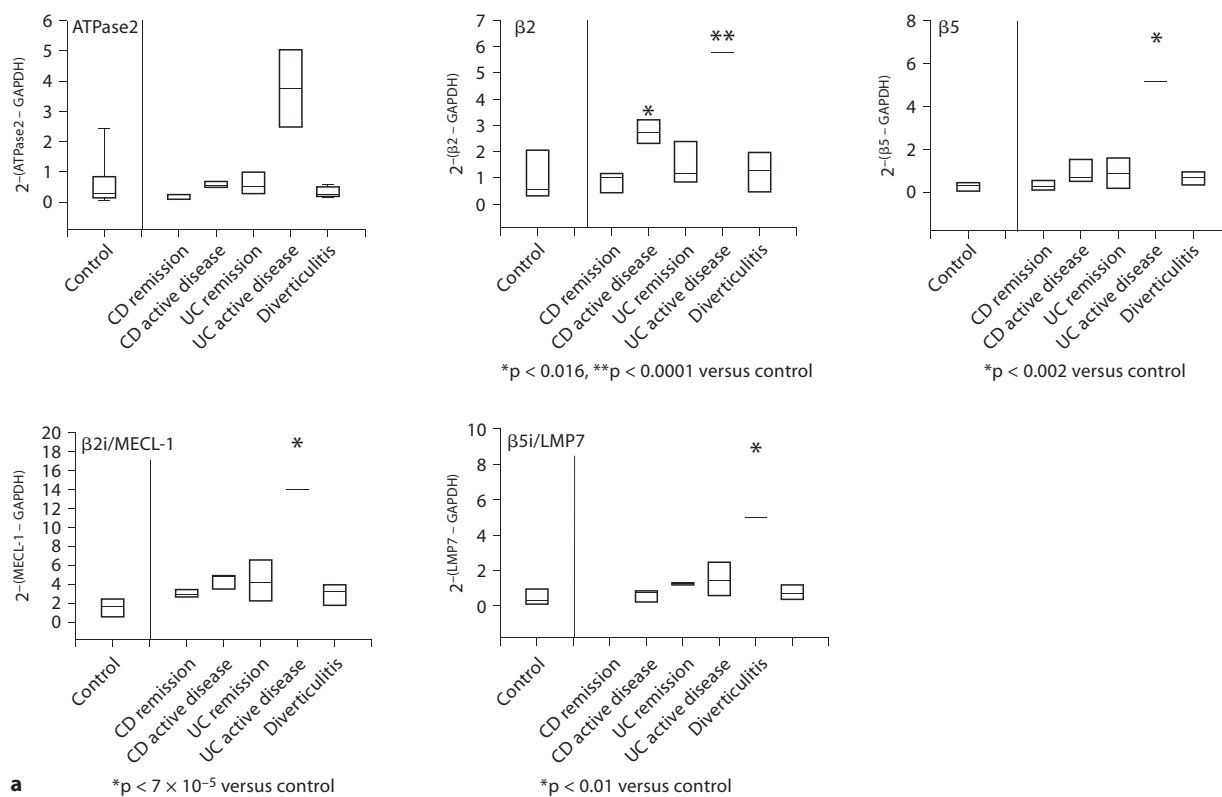 ATPase2
6
5
4
3
2
1
0
2−(ATPase2 – GAPDH)
Control
CD remission
CD active disease
UC remission
UC active disease
Diverticulitis
β2
7
6
5
4
3
2
1
0
2−(β2 – GAPDH)
*
**
Control
CD remission
CD active disease
UC remission
UC active disease
Diverticulitis
*p < 0.016, **p < 0.0001 versus control
β5
8
6
4
2
0
2−(β5 – GAPDH)
*
Control
CD remission
CD active disease
UC remission
UC active disease
Diverticulitis
*p < 0.002 versus control
β2i/MECL-1
20
18
16
14
12
10
8
6
4
2
0
2−(MECL-1 – GAPDH)
*
Control
CD remission
CD active disease
UC remission
UC active disease
Diverticulitis
a
*p < 7 × 10−5 versus control
β5i/LMP7
10
8
6
4
2
0
2−(LMP7 – GAPDH)
*
Control
CD remission
CD active disease
UC remission
UC active disease
Diverticulitis
*p < 0.01 versus control